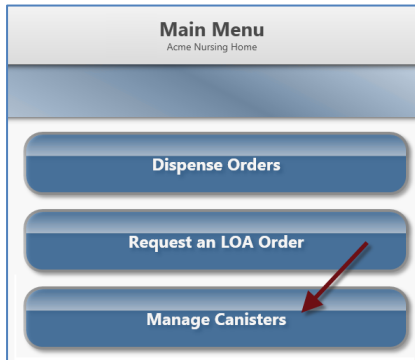 Main Menu
Acme Nursing Home
Dispense Orders
Request an LOA Order
Manage Canisters